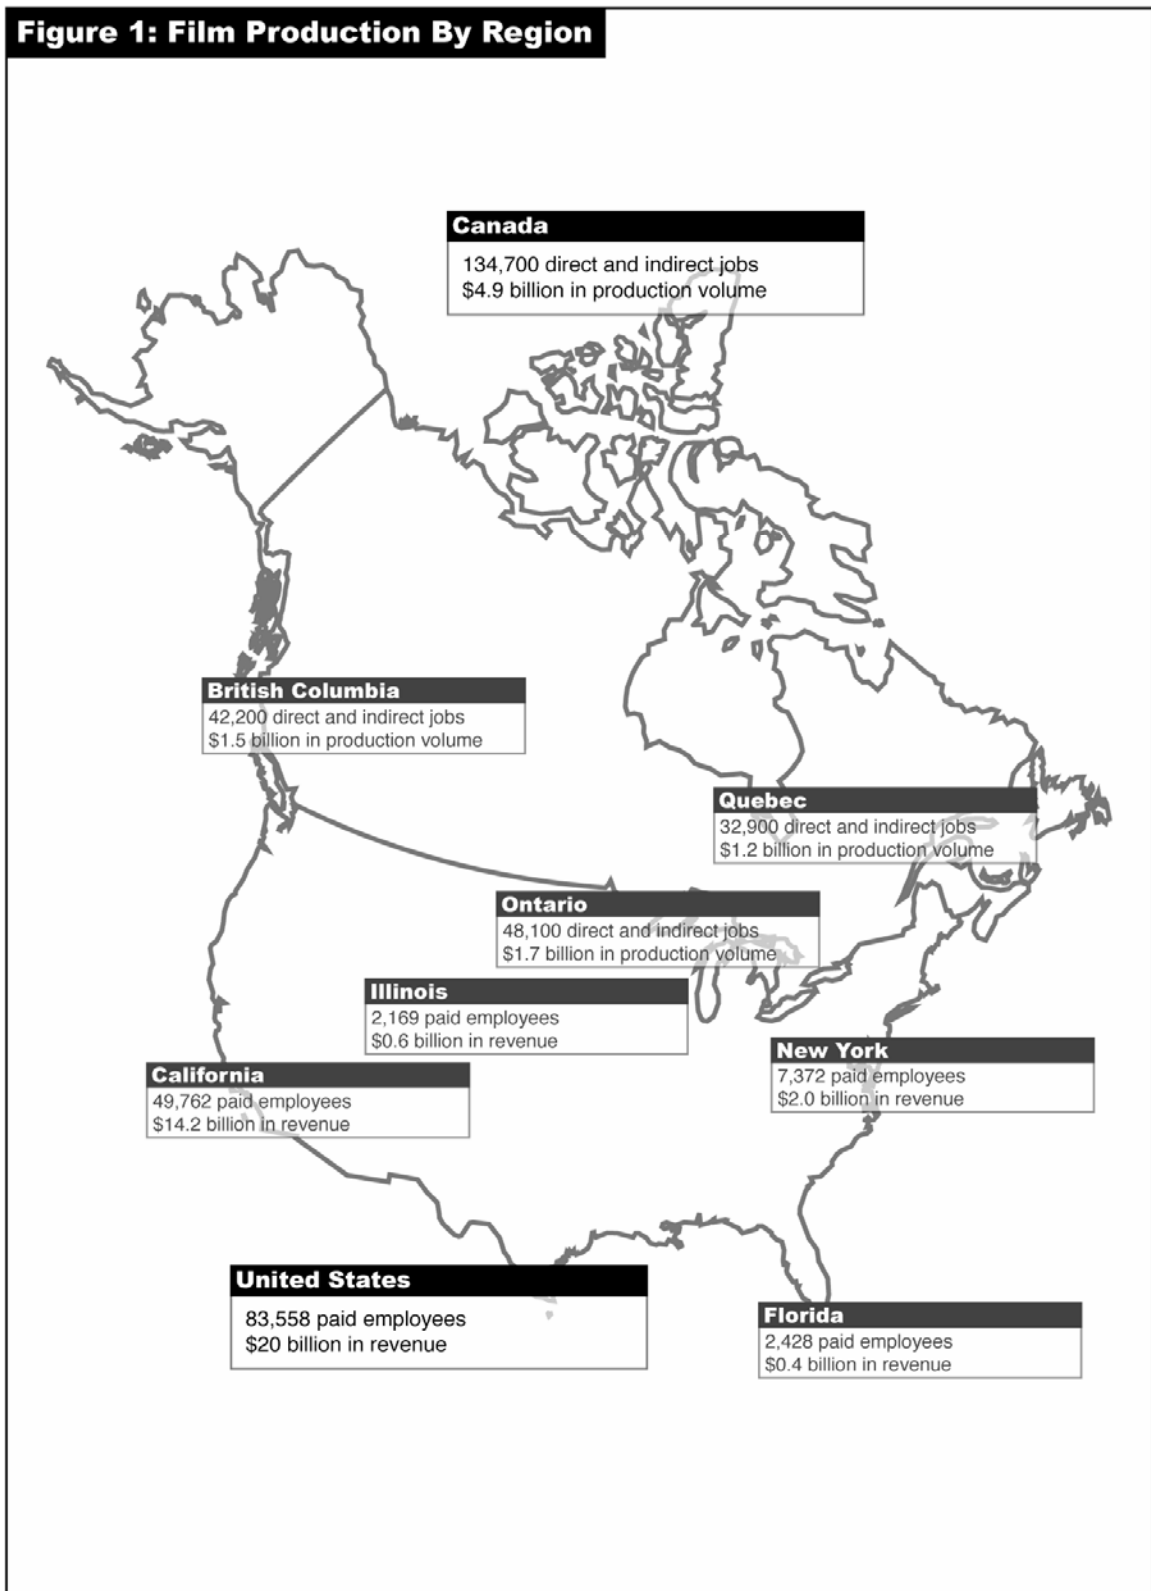 Figure 1: Film Production By Region
Canada
134,700 direct and indirect jobs
$4.9 billion in production volume
British Columbia
42,200 direct and indirect jobs
$1.5 billion in production volume
Quebec
32,900 direct and indirect jobs
$1.2 billion in production volume
Ontario
48,100 direct and indirect jobs
$1.7 billion in production volume
Illinois
2,169 paid employees
$0.6 billion in revenue
New York
7,372 paid employees
$2.0 billion in revenue
California
49,762 paid employees
$14.2 billion in revenue
United States
83,558 paid employees
$20 billion in revenue
Florida
2,428 paid employees
$0.4 billion in revenue